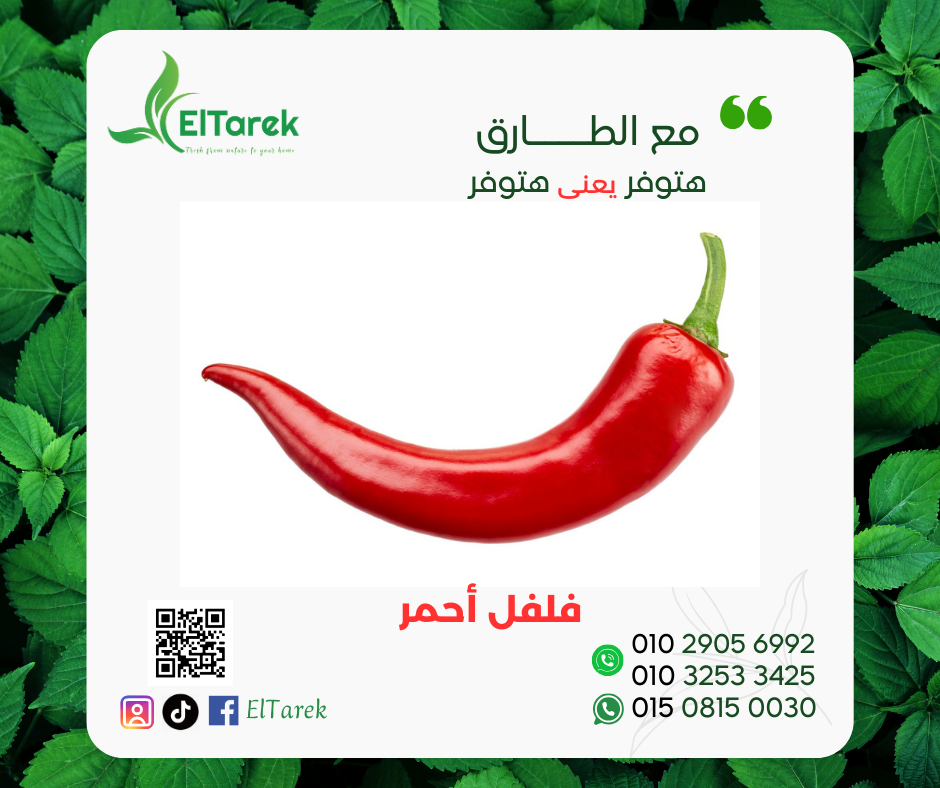 ElTarek
Fresh from nature to your home
مع الطـــــارق
هتوفر يعنى هتوفر
فلفل أحمر
010 2905 6992
010 3253 3425
015 0815 0030
ElTarek